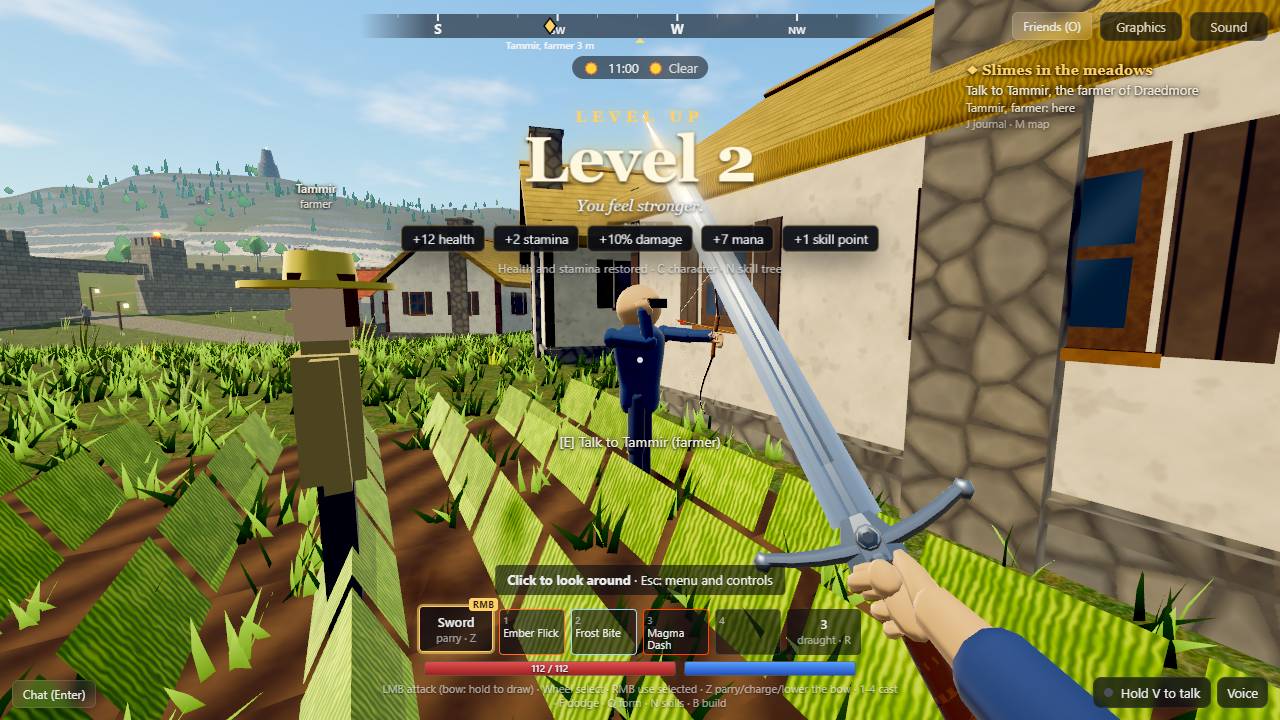 S
SW
W
NW
Tammir, farmer 3 m
11:00 Clear
Friends (O)
Graphics
Sound
Slimes in the meadows
Talk to Tammir, the farmer of Draedmore
Tammir, farmer: here
J journal · M map
LEVEL UP
Level 2
You feel stronger.
+12 health
+2 stamina
+10% damage
+7 mana
+1 skill point
Health and stamina restored · C character · N skill tree
Tammir
farmer
[E] Talk to Tammir (farmer)
Click to look around · Esc: menu and controls
RMB
Sword
parry · Z
1
Ember Flick
2
Frost Bite
3
Magma
Dash
4
3
draught · R
112 / 112
LMB attack (bow: hold to draw) · Wheel select · RMB use selected · Z parry/charge/lower the bow · 1-4 cast
dodge
form · N skills · B build
Chat (Enter)
Hold V to talk
Voice